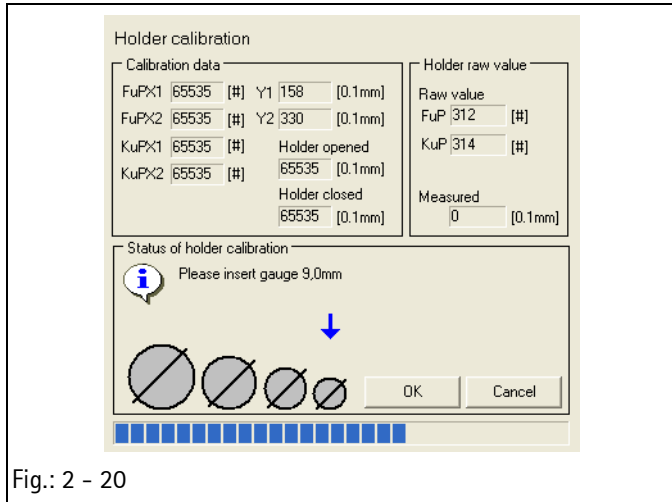 Holder calibration
Calibration data
FuPX1 65535 [#] Y1 158 [0.1mm]
FuPX2 65535 [#] Y2 330 [0.1mm]
KuPX1 65535 [#] Holder opened
KuPX2 65535 [#] 65535 [0.1mm]
Holder closed
65535 [0.1mm]
Holder raw value
Raw value
FuP 312 [#]
KuP 314 [#]
Measured
0 [0.1mm]
Status of holder calibration
Please insert gauge 9,0mm
OK Cancel
Fig.: 2 - 20